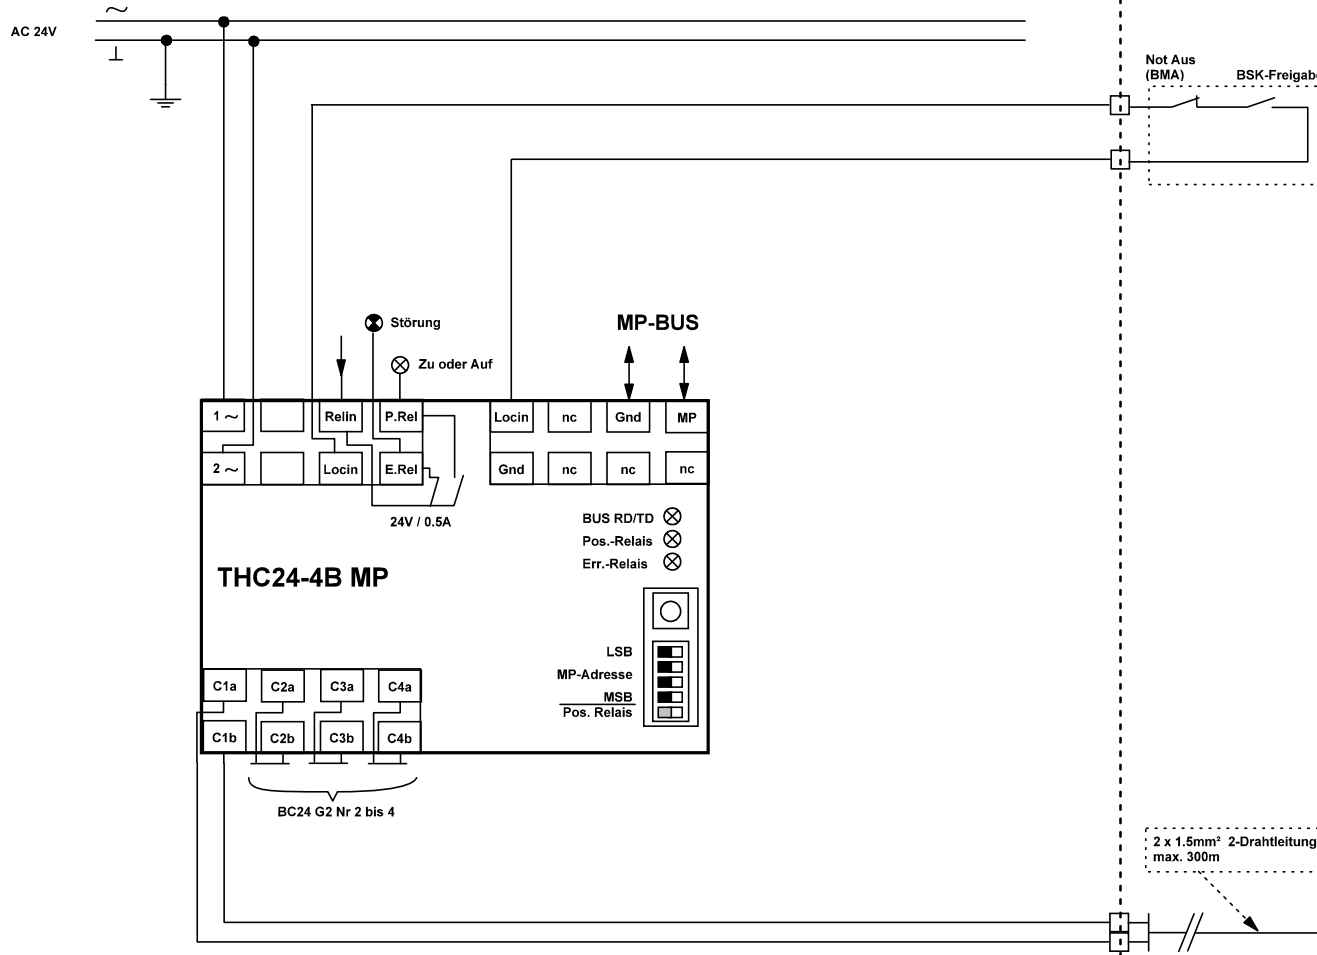 AC 24V
Not Aus
(BMA)
BSK-Freigabe
Störung
Zu oder Auf
MP-BUS
1 ~
Relin
P.Rel
Locin
nc
Gnd
MP
2 ~
Locin
E.Rel
Gnd
nc
nc
nc
24V / 0.5A
BUS RD/TD
Pos.-Relais
Err.-Relais
THC24-4B MP
LSB
MP-Adresse
MSB
Pos. Relais
C1a
C2a
C3a
C4a
C1b
C2b
C3b
C4b
BC24 G2 Nr 2 bis 4
2 x 1.5mm² 2-Drahtleitung
max. 300m